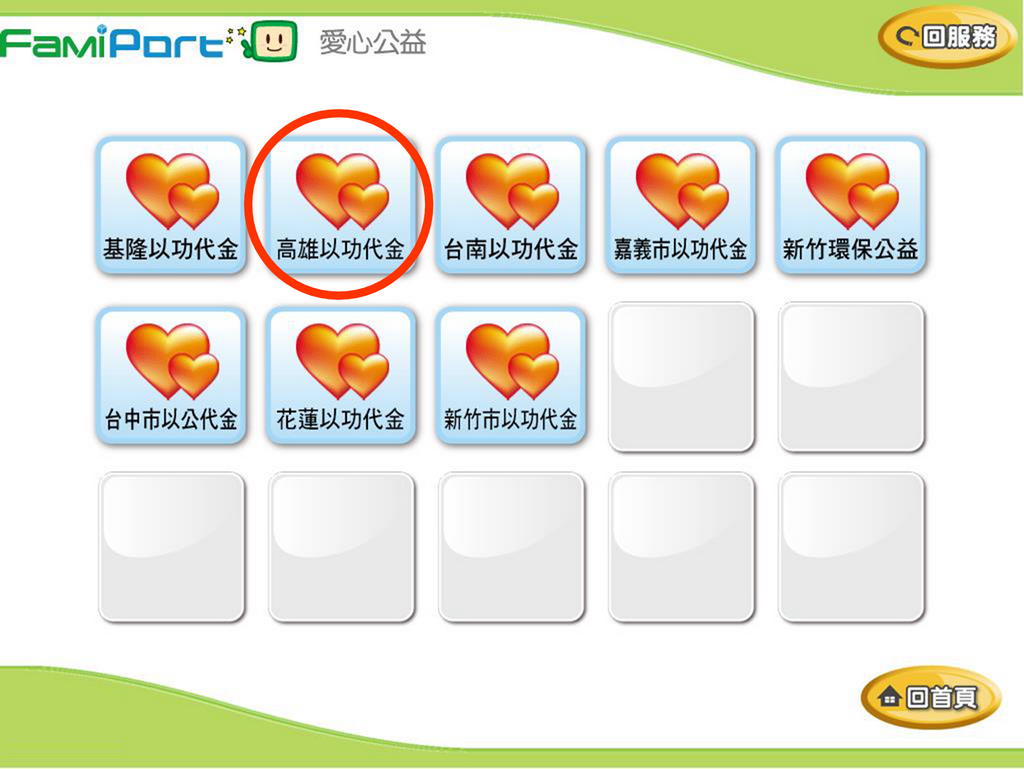 FamiPort 愛心公益
回服務
基隆以功代金
高雄以功代金
台南以功代金
嘉義市以功代金
新竹環保公益
台中市以公代金
花蓮以功代金
新竹市以功代金
回首頁